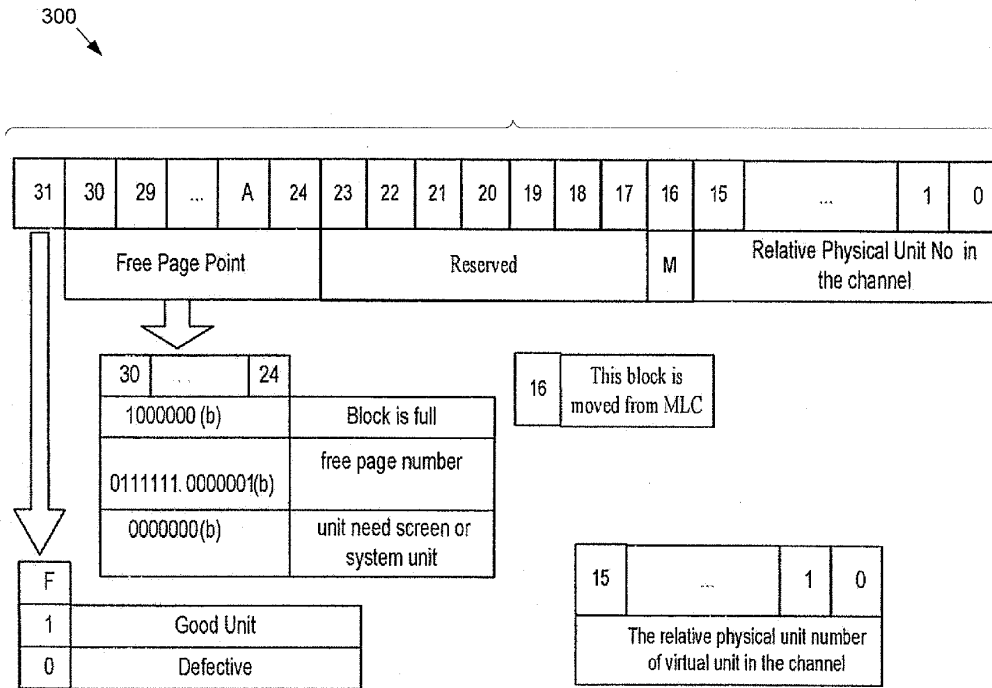 300
31 30 29 ... A 24 23 22 21 20 19 18 17 16 15 ... 1 0
Free Page Point Reserved M Relative Physical Unit No in
the channel
30 ... 24
1000000 (b) Block is full
0111111. 0000001(b) free page number
0000000(b) unit need screen or
system unit
16 This block is
moved from MLC
F
1 Good Unit
0 Defective
15 ... 1 0
The relative physical unit number
of virtual unit in the channel